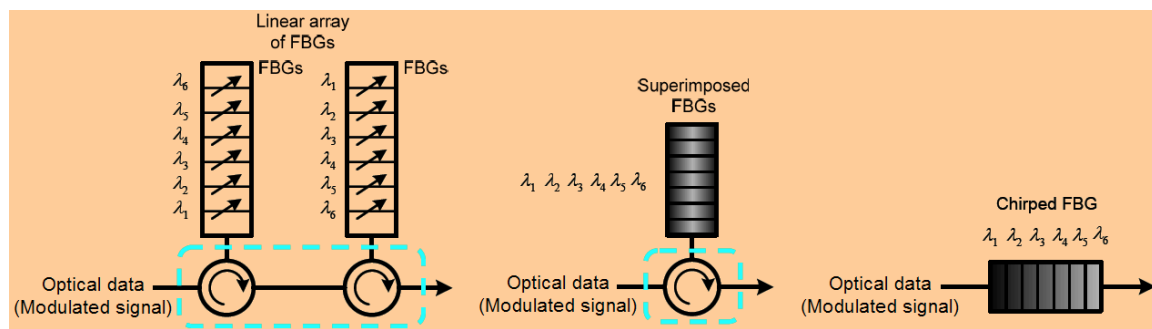 Linear array
of FBGs
FBGs
FBGs
λ6
λ5
λ4
λ3
λ2
λ1
λ1
λ2
λ3
λ4
λ5
λ6
Optical data
(Modulated signal)
Superimposed
FBGs
λ1 λ2 λ3 λ4 λ5 λ6
Optical data
(Modulated signal)
Chirped FBG
λ1 λ2 λ3 λ4 λ5 λ6
Optical data
(Modulated signal)